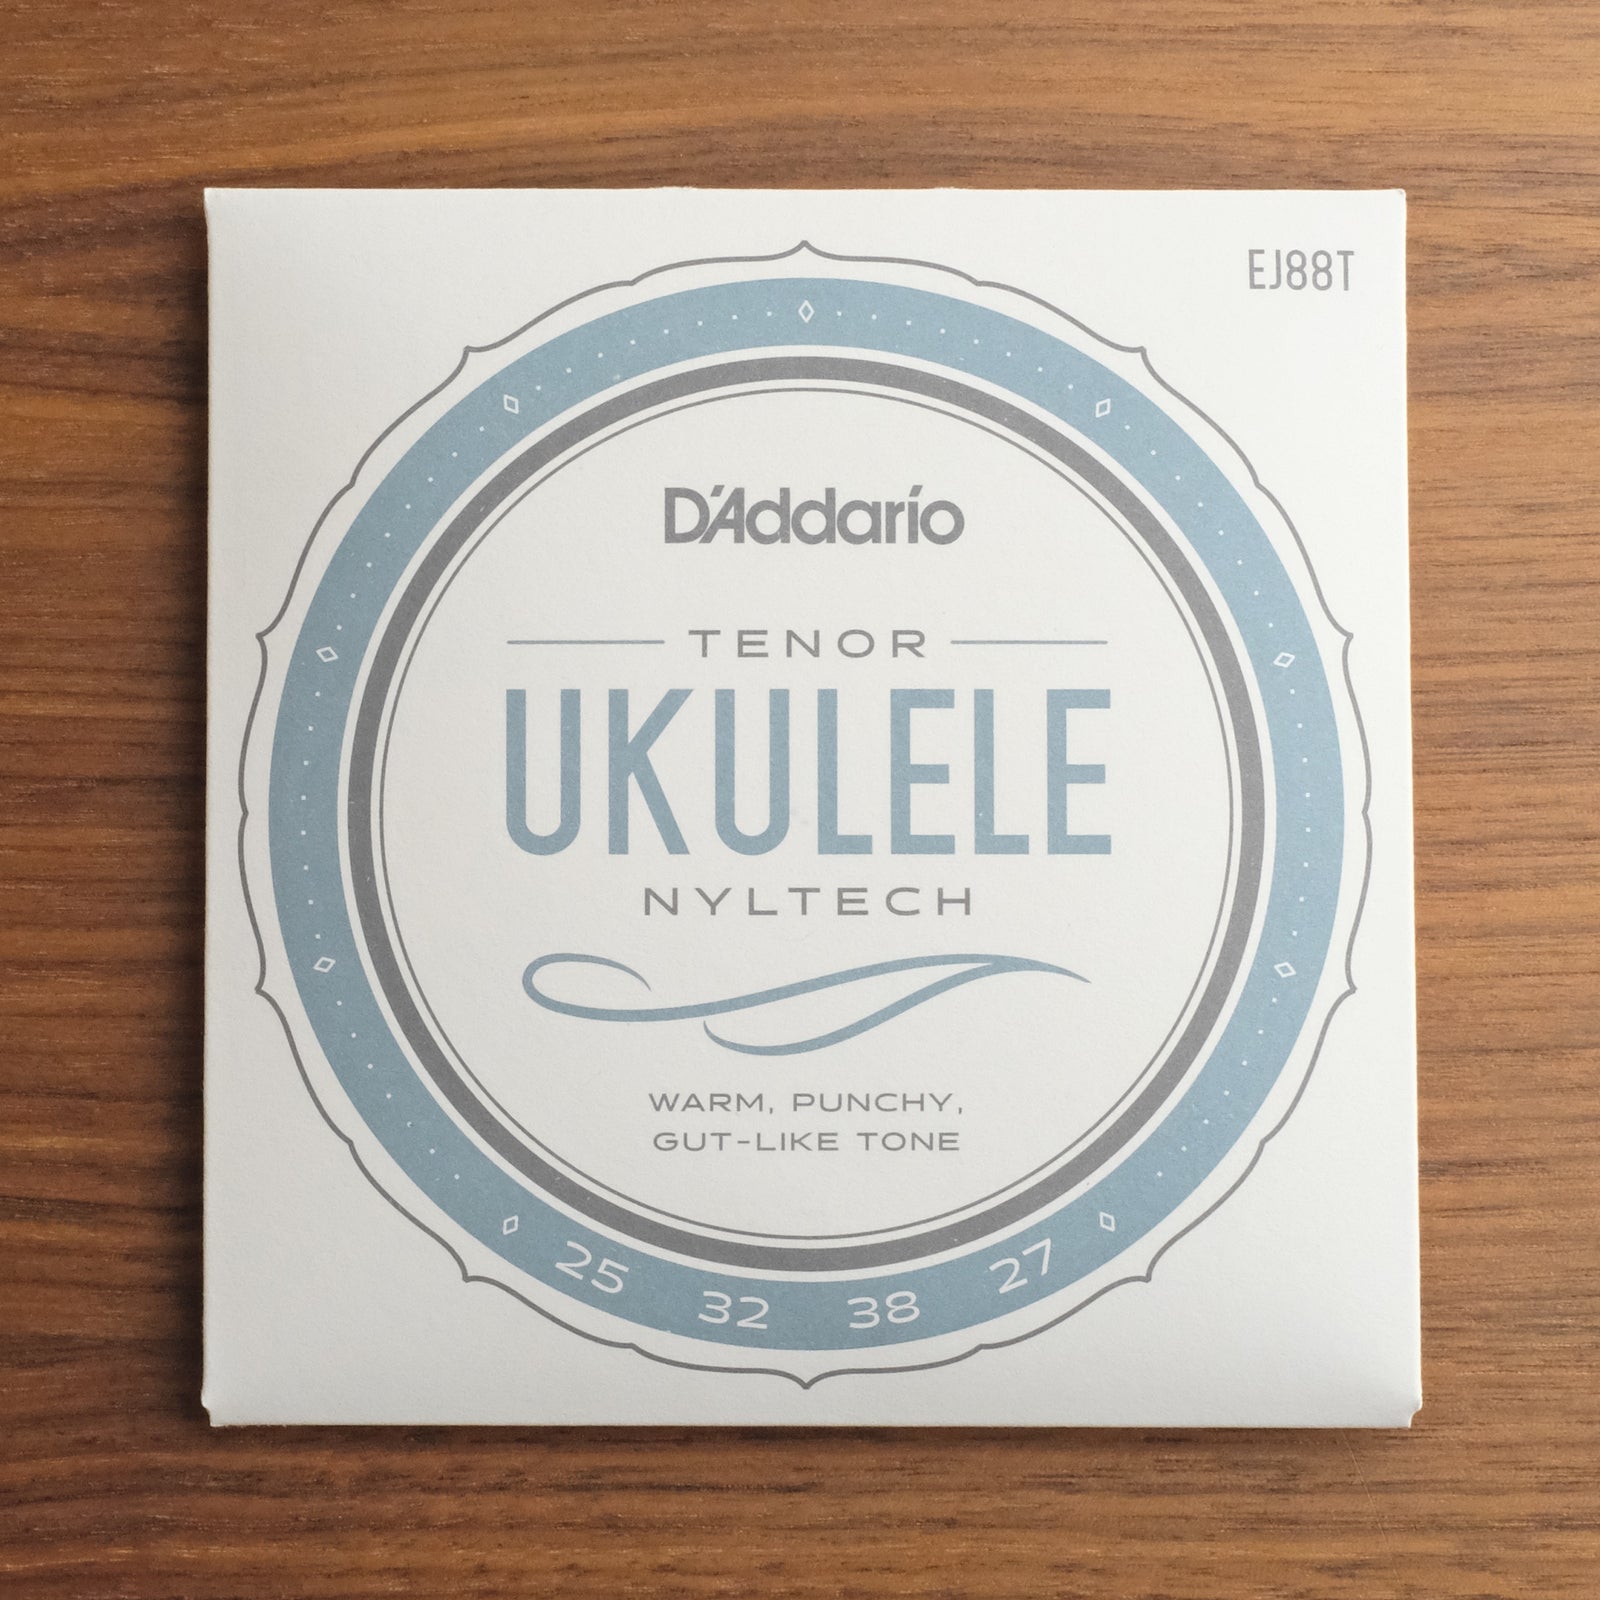 EJ88T
D'Addario
TENOR
UKULELE
NYLTECH
WARM, PUNCHY,
GUT-LIKE TONE
25 32 38 27